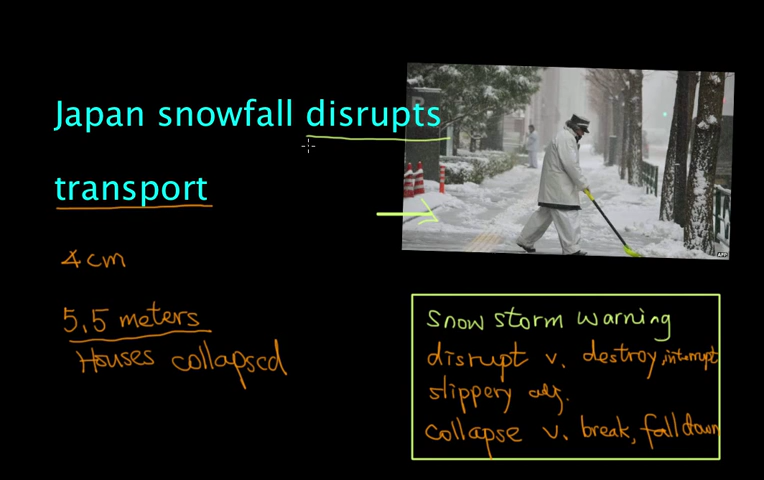 Japan snowfall disrupts
transport
4cm
5,5 meters
Houses collapsed
AFP
Snow storm warning
disrupt v. destroy, interrupt
slippery adj.
collapse v. break, fall down